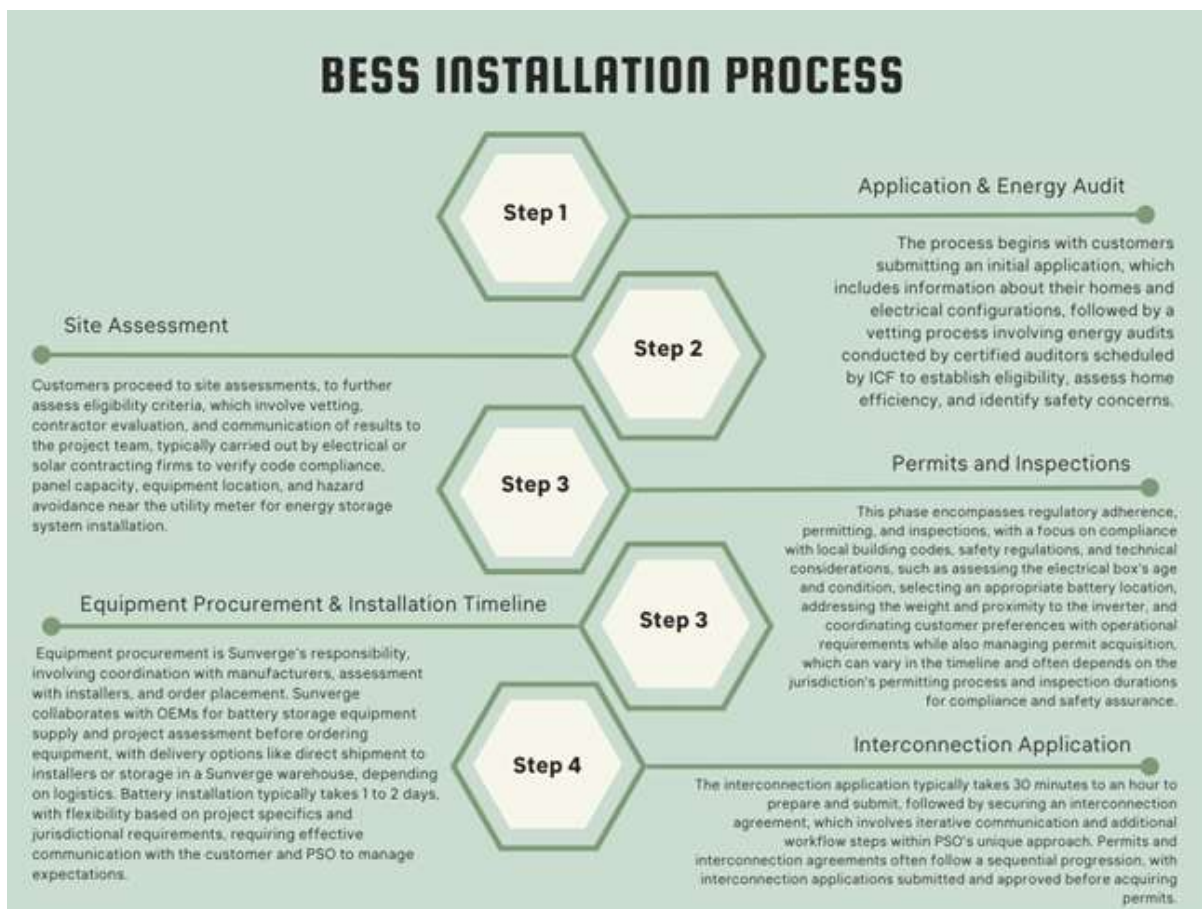 BESS INSTALLATION PROCESS
Step 1
Application & Energy Audit
The process begins with customers
submitting an initial application, which
includes information about their homes and
electrical configurations, followed by a
vetting process involving energy audits
conducted by certified auditors scheduled
by ICF to establish eligibility, assess home
efficiency, and identify safety concerns.
Step 2
Site Assessment
Customers proceed to site assessments, to further
assess eligibility criteria, which involve vetting,
contractor evaluation, and communication of results to
the project team, typically carried out by electrical or
solar contracting firms to verify code compliance,
panel capacity, equipment location, and hazard
avoidance near the utility meter for energy storage
system installation.
Step 3
Permits and Inspections
This phase encompasses regulatory adherence,
permitting, and inspections, with a focus on compliance
with local building codes, safety regulations, and technical
considerations, such as assessing the electrical box's age
and condition, selecting an appropriate battery location,
addressing the weight and proximity to the inverter, and
coordinating customer preferences with operational
requirements while also managing permit acquisition,
which can vary in the timeline and often depends on the
jurisdiction's permitting process and inspection durations
for compliance and safety assurance.
Step 3
Equipment Procurement & Installation Timeline
Equipment procurement is Sunverge's responsibility,
involving coordination with manufacturers, assessment
with installers, and order placement. Sunverge
collaborates with OEMs for battery storage equipment
supply and project assessment before ordering
equipment, with delivery options like direct shipment to
installers or storage in a Sunverge warehouse, depending
on logistics. Battery installation typically takes 1 to 2 days,
with flexibility based on project specifics and
jurisdictional requirements, requiring effective
communication with the customer and PSO to manage
expectations.
Step 4
Interconnection Application
The interconnection application typically takes 30 minutes to an hour to
prepare and submit, followed by securing an interconnection
agreement, which involves iterative communication and additional
workflow steps within PSO's unique approach. Permits and
interconnection agreements often follow a sequential progression, with
interconnection applications submitted and approved before acquiring
permits.